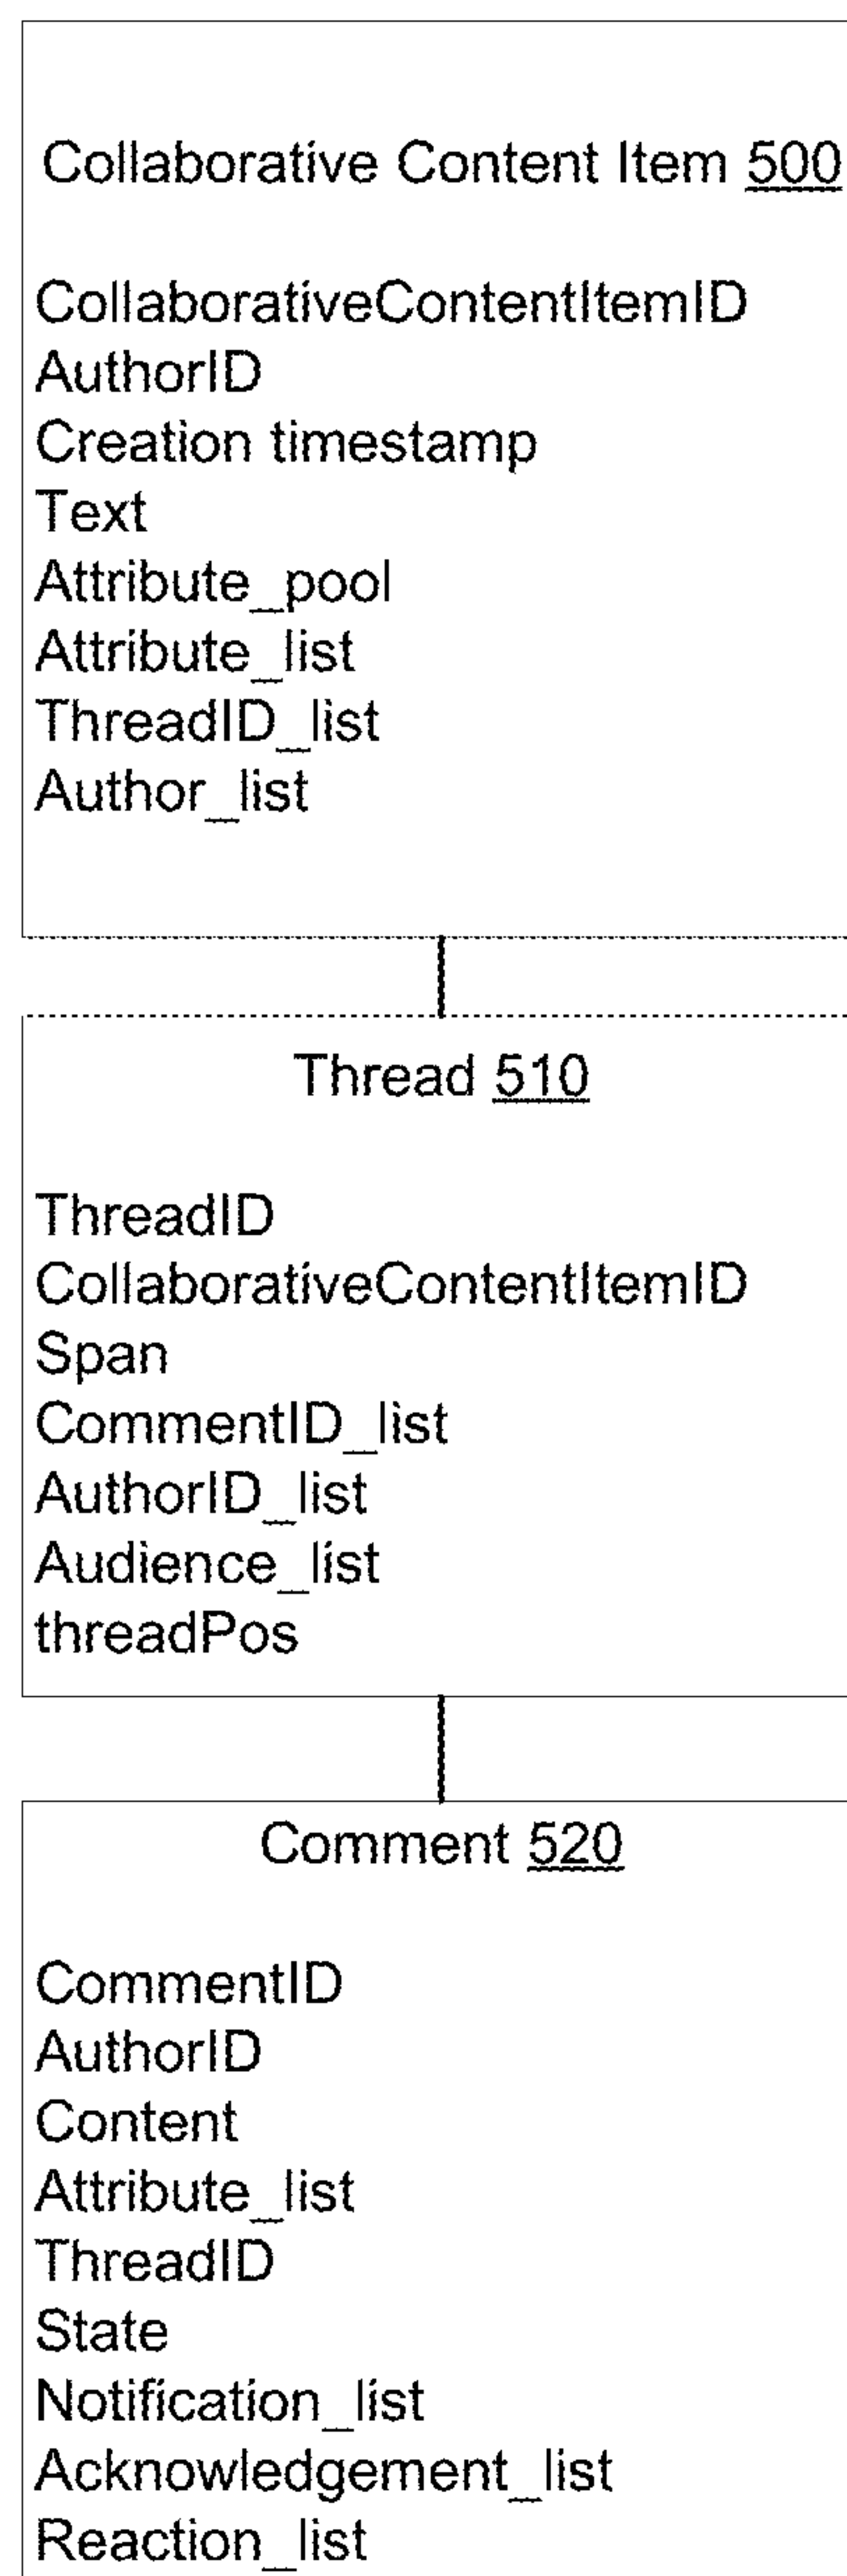 Collaborative Content Item 500
CollaborativeContentItemID
AuthorID
Creation timestamp
Text
Attribute_pool
Attribute_list
ThreadID_list
Author_list
Thread 510
ThreadID
CollaborativeContentItemID
Span
CommentID_list
AuthorID_list
Audience_list
threadPos
Comment 520
CommentID
AuthorID
Content
Attribute_list
ThreadID
State
Notification_list
Acknowledgement_list
Reaction_list